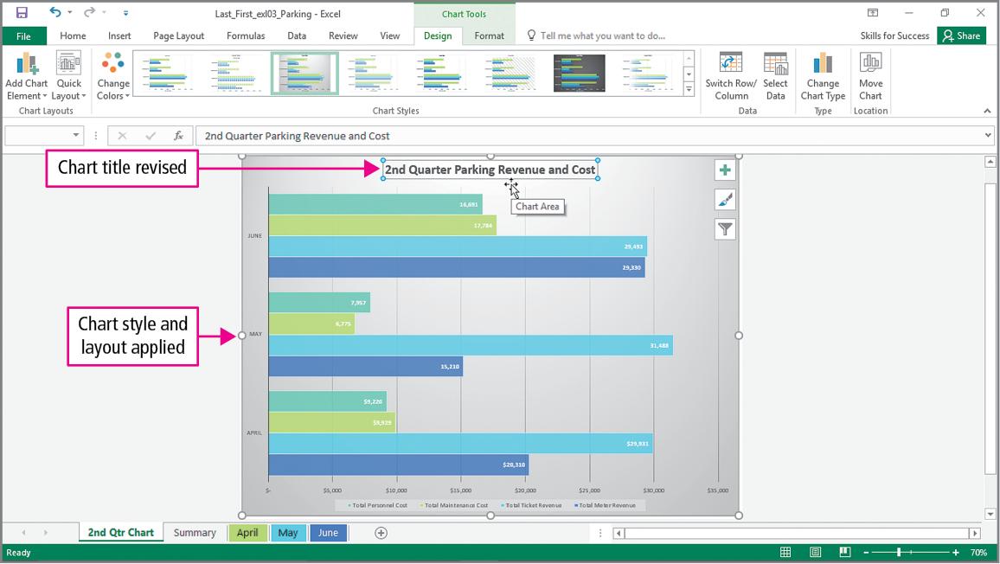 Last_First_exl03_Parking - Excel
Chart Tools
File Home Insert Page Layout Formulas Data Review View Design Format Tell me what you want to do... Skills for Success Share
Add Chart Element Quick Layout Change Colors
Switch Row/ Column Select Data Change Chart Type Move Chart
Chart Layouts Chart Styles Data Type Location
fx 2nd Quarter Parking Revenue and Cost
Chart title revised
2nd Quarter Parking Revenue and Cost
Chart Area
16,691
17,784
JUNE
29,493
29,330
7,957
6,775
Chart style and
layout applied
MAY
31,488
15,210
$9,220
$9,929
APRIL
$29,931
$20,310
$- $5,000 $10,000 $15,000 $20,000 $25,000 $30,000 $35,000
Total Personnel Cost Total Maintenance Cost Total Ticket Revenue Total Meter Revenue
2nd Qtr Chart Summary April May June
Ready 70%